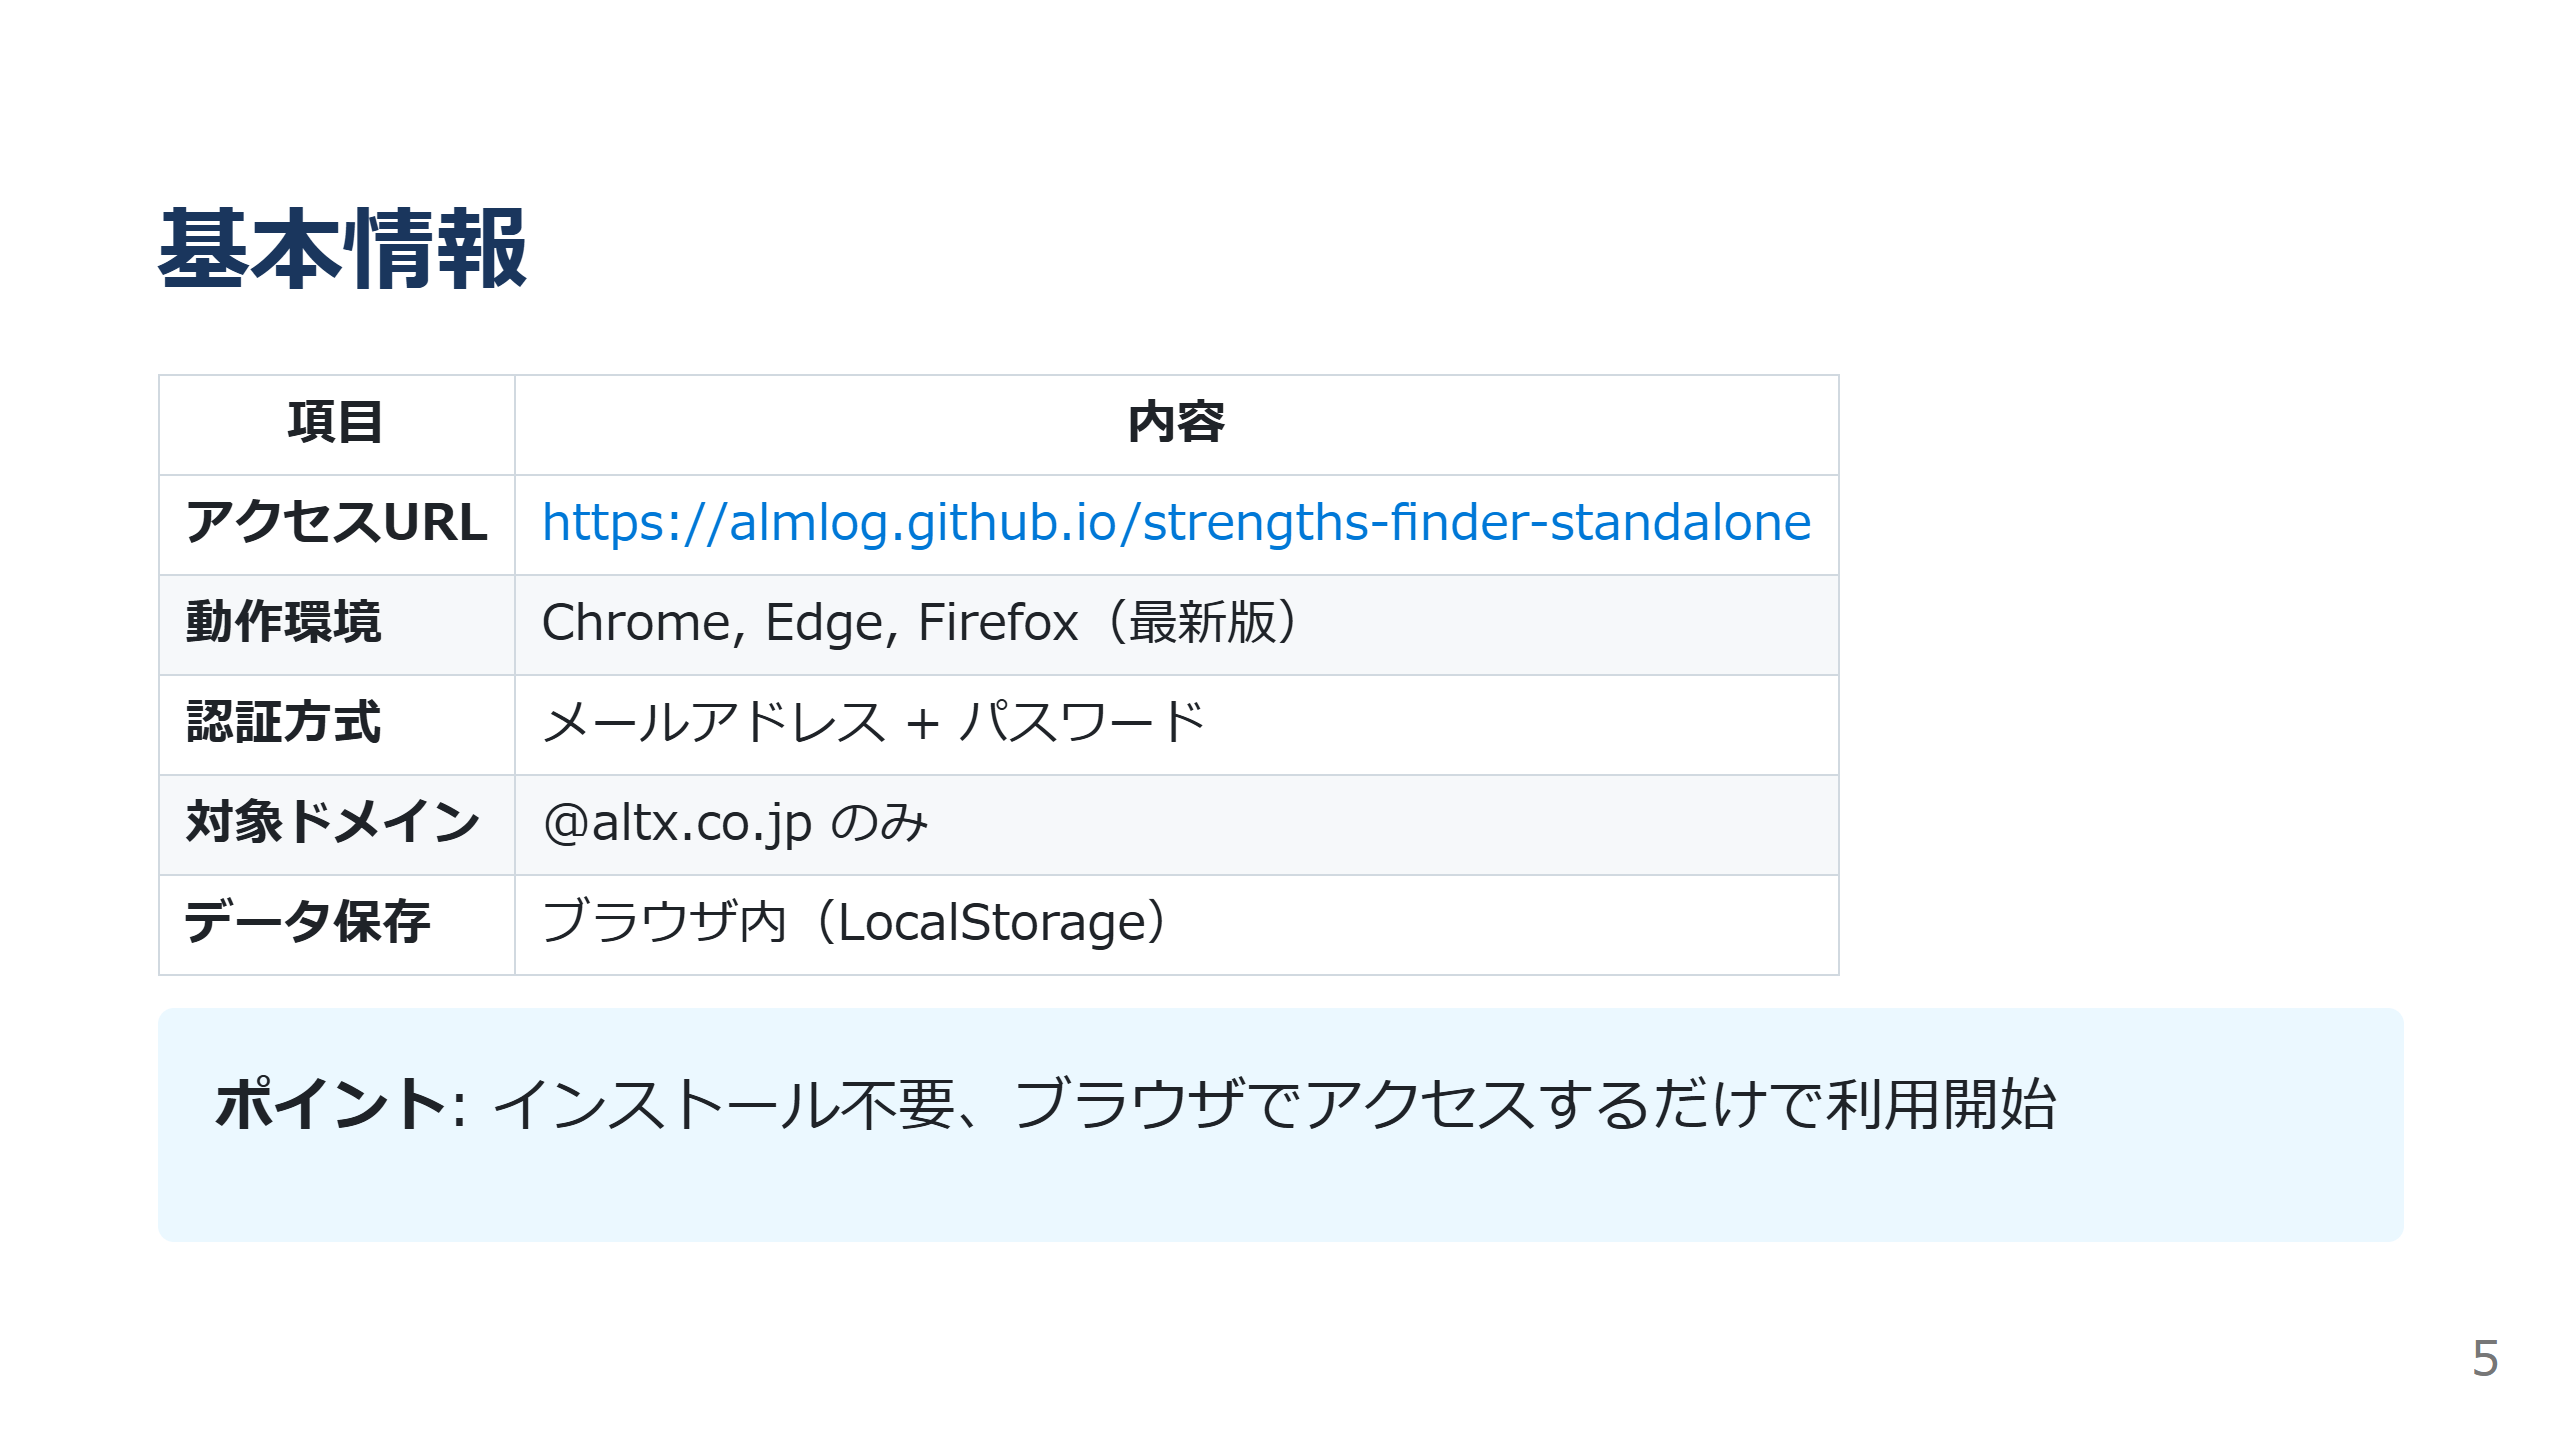 基本情報
項目 内容
アクセスURL https://almlog.github.io/strengths-finder-standalone
動作環境 Chrome, Edge, Firefox（最新版）
認証方式 メールアドレス + パスワード
対象ドメイン @altx.co.jp のみ
データ保存 ブラウザ内（LocalStorage）
ポイント: インストール不要、ブラウザでアクセスするだけで利用開始
5